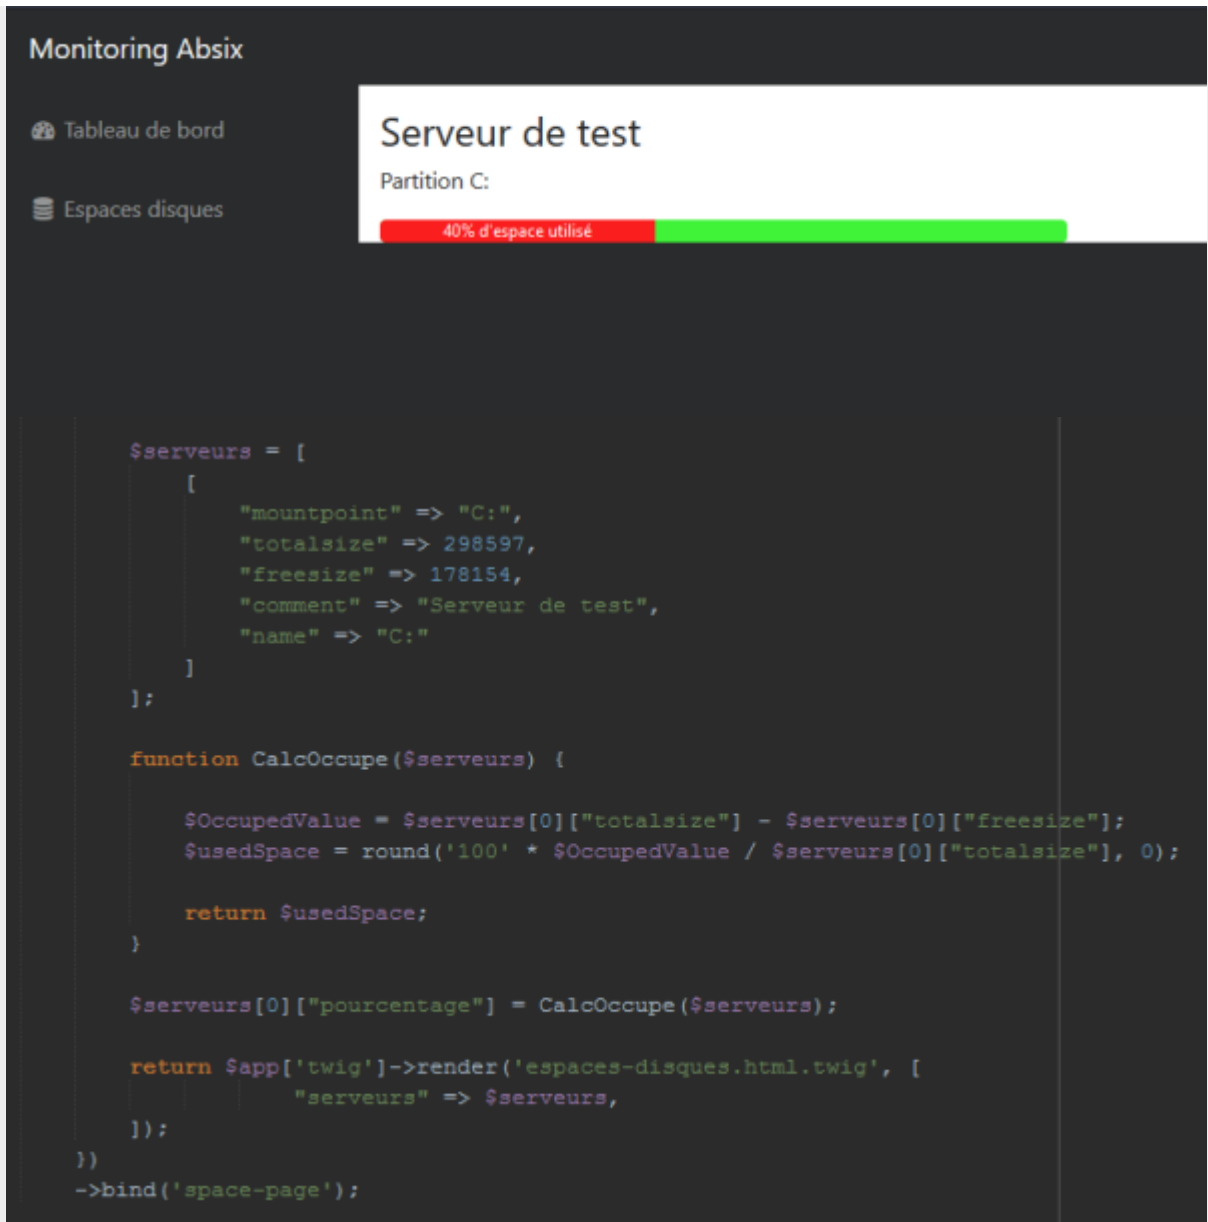 Monitoring Absix
Tableau de bord
Espaces disques
Serveur de test
Partition C:
40% d'espace utilisé
$serveurs = [
[
"mountpoint" => "C:",
"totalsize" => 298597,
"freesize" => 178154,
"comment" => "Serveur de test",
"name" => "C:"
]
];
function CalcOccupe($serveurs) {
$OccupedValue = $serveurs[0]["totalsize"] - $serveurs[0]["freesize"];
$usedSpace = round('100' * $OccupedValue / $serveurs[0]["totalsize"], 0);
return $usedSpace;
}
$serveurs[0]["pourcentage"] = CalcOccupe($serveurs);
return $app['twig']->render('espaces-disques.html.twig', [
"serveurs" => $serveurs,
]);
})
->bind('space-page');